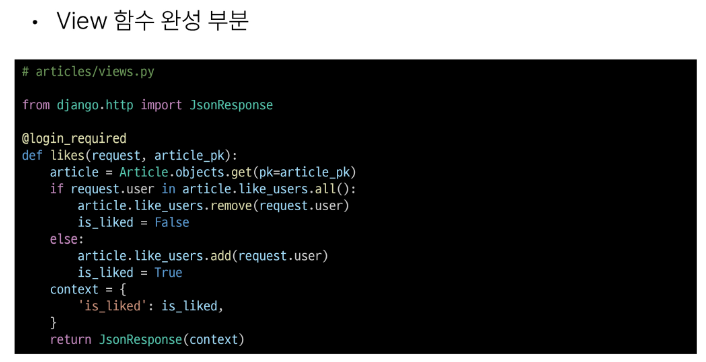 • View 함수 완성 부분
# articles/views.py
from django.http import JsonResponse
@login_required
def likes(request, article_pk):
    article = Article.objects.get(pk=article_pk)
    if request.user in article.like_users.all():
        article.like_users.remove(request.user)
        is_liked = False
    else:
        article.like_users.add(request.user)
        is_liked = True
    context = {
        'is_liked': is_liked,
    }
    return JsonResponse(context)